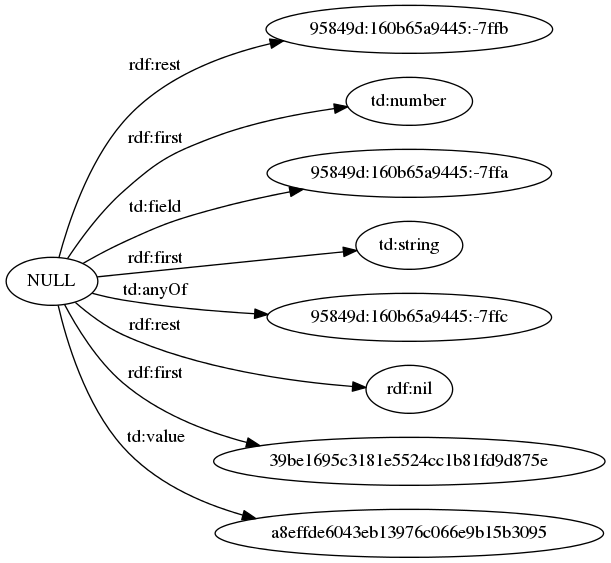 95849d:160b65a9445:-7ffb
rdf:rest
td:number
rdf:first
95849d:160b65a9445:-7ffa
td:field
td:string
rdf:first
NULL
td:anyOf
95849d:160b65a9445:-7ffc
rdf:rest
rdf:nil
rdf:first
39be1695c3181e5524cc1b81fd9d875e
td:value
a8effde6043eb13976c066e9b15b3095